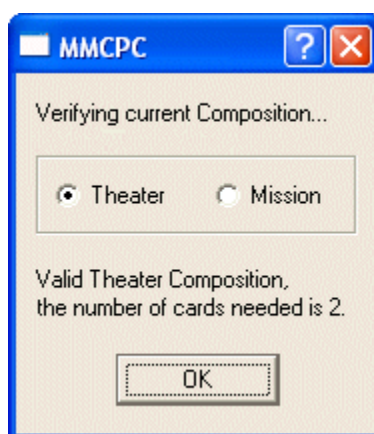 MMCPC
Verifying current Composition...
Theater Mission
Valid Theater Composition,
the number of cards needed is 2.
OK